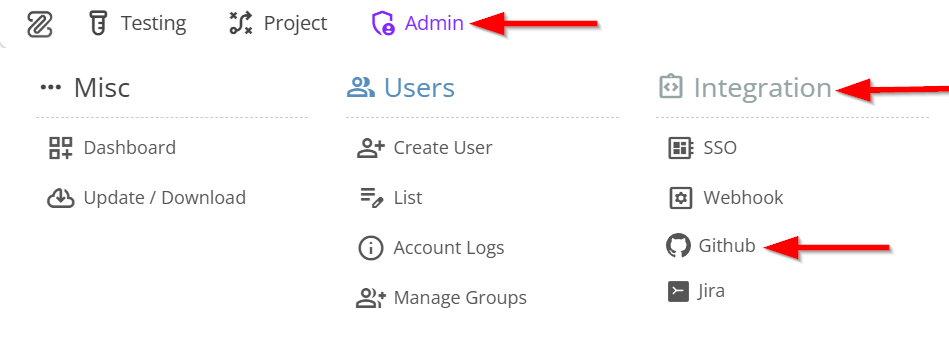 Testing Project Admin
Misc
Dashboard
Update / Download
Users
Create User
List
Account Logs
Manage Groups
Integration
SSO
Webhook
Github
Jira